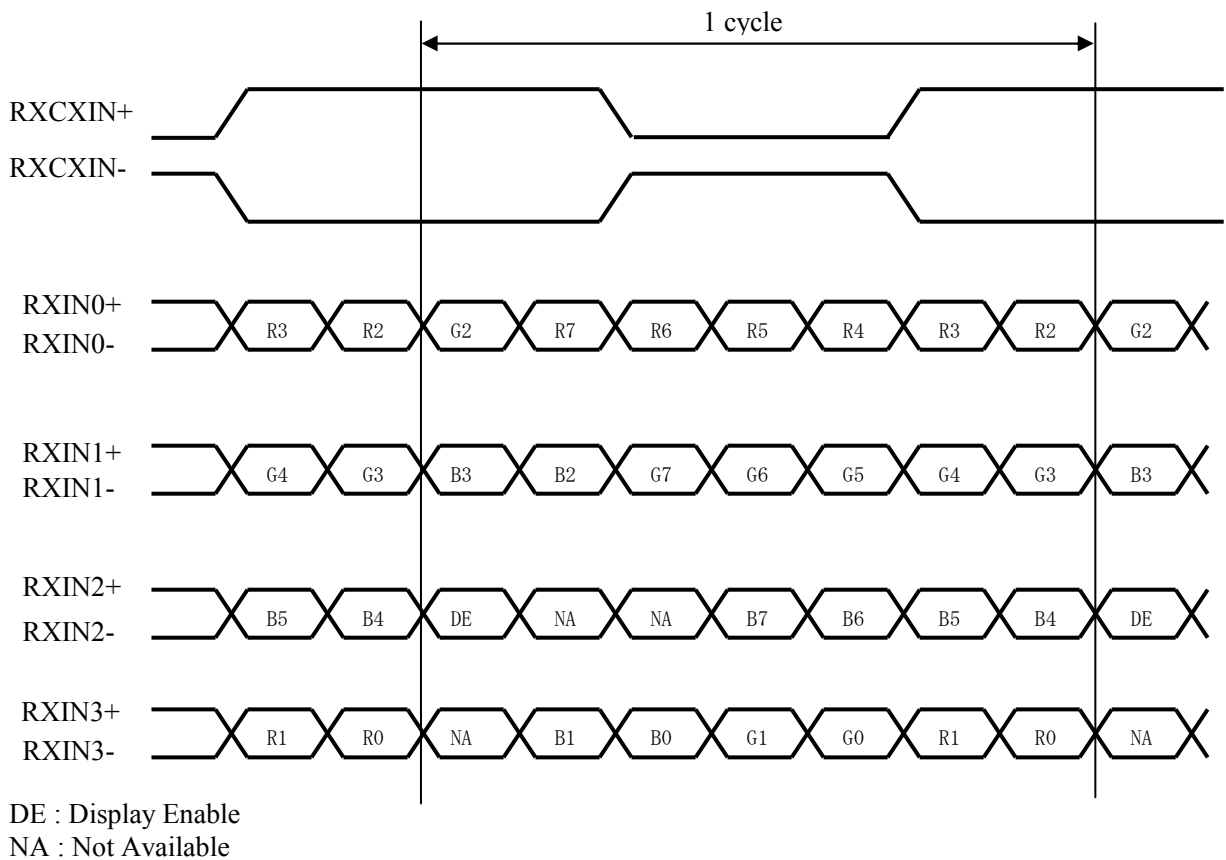 1 cycle
RXCXIN+
RXCXIN-
RXIN0+
RXIN0-
R3 R2 G2 R7 R6 R5 R4 R3 R2 G2
RXIN1+
RXIN1-
G4 G3 B3 B2 G7 G6 G5 G4 G3 B3
RXIN2+
RXIN2-
B5 B4 DE NA NA B7 B6 B5 B4 DE
RXIN3+
RXIN3-
R1 R0 NA B1 B0 G1 G0 R1 R0 NA
DE : Display Enable
NA : Not Available